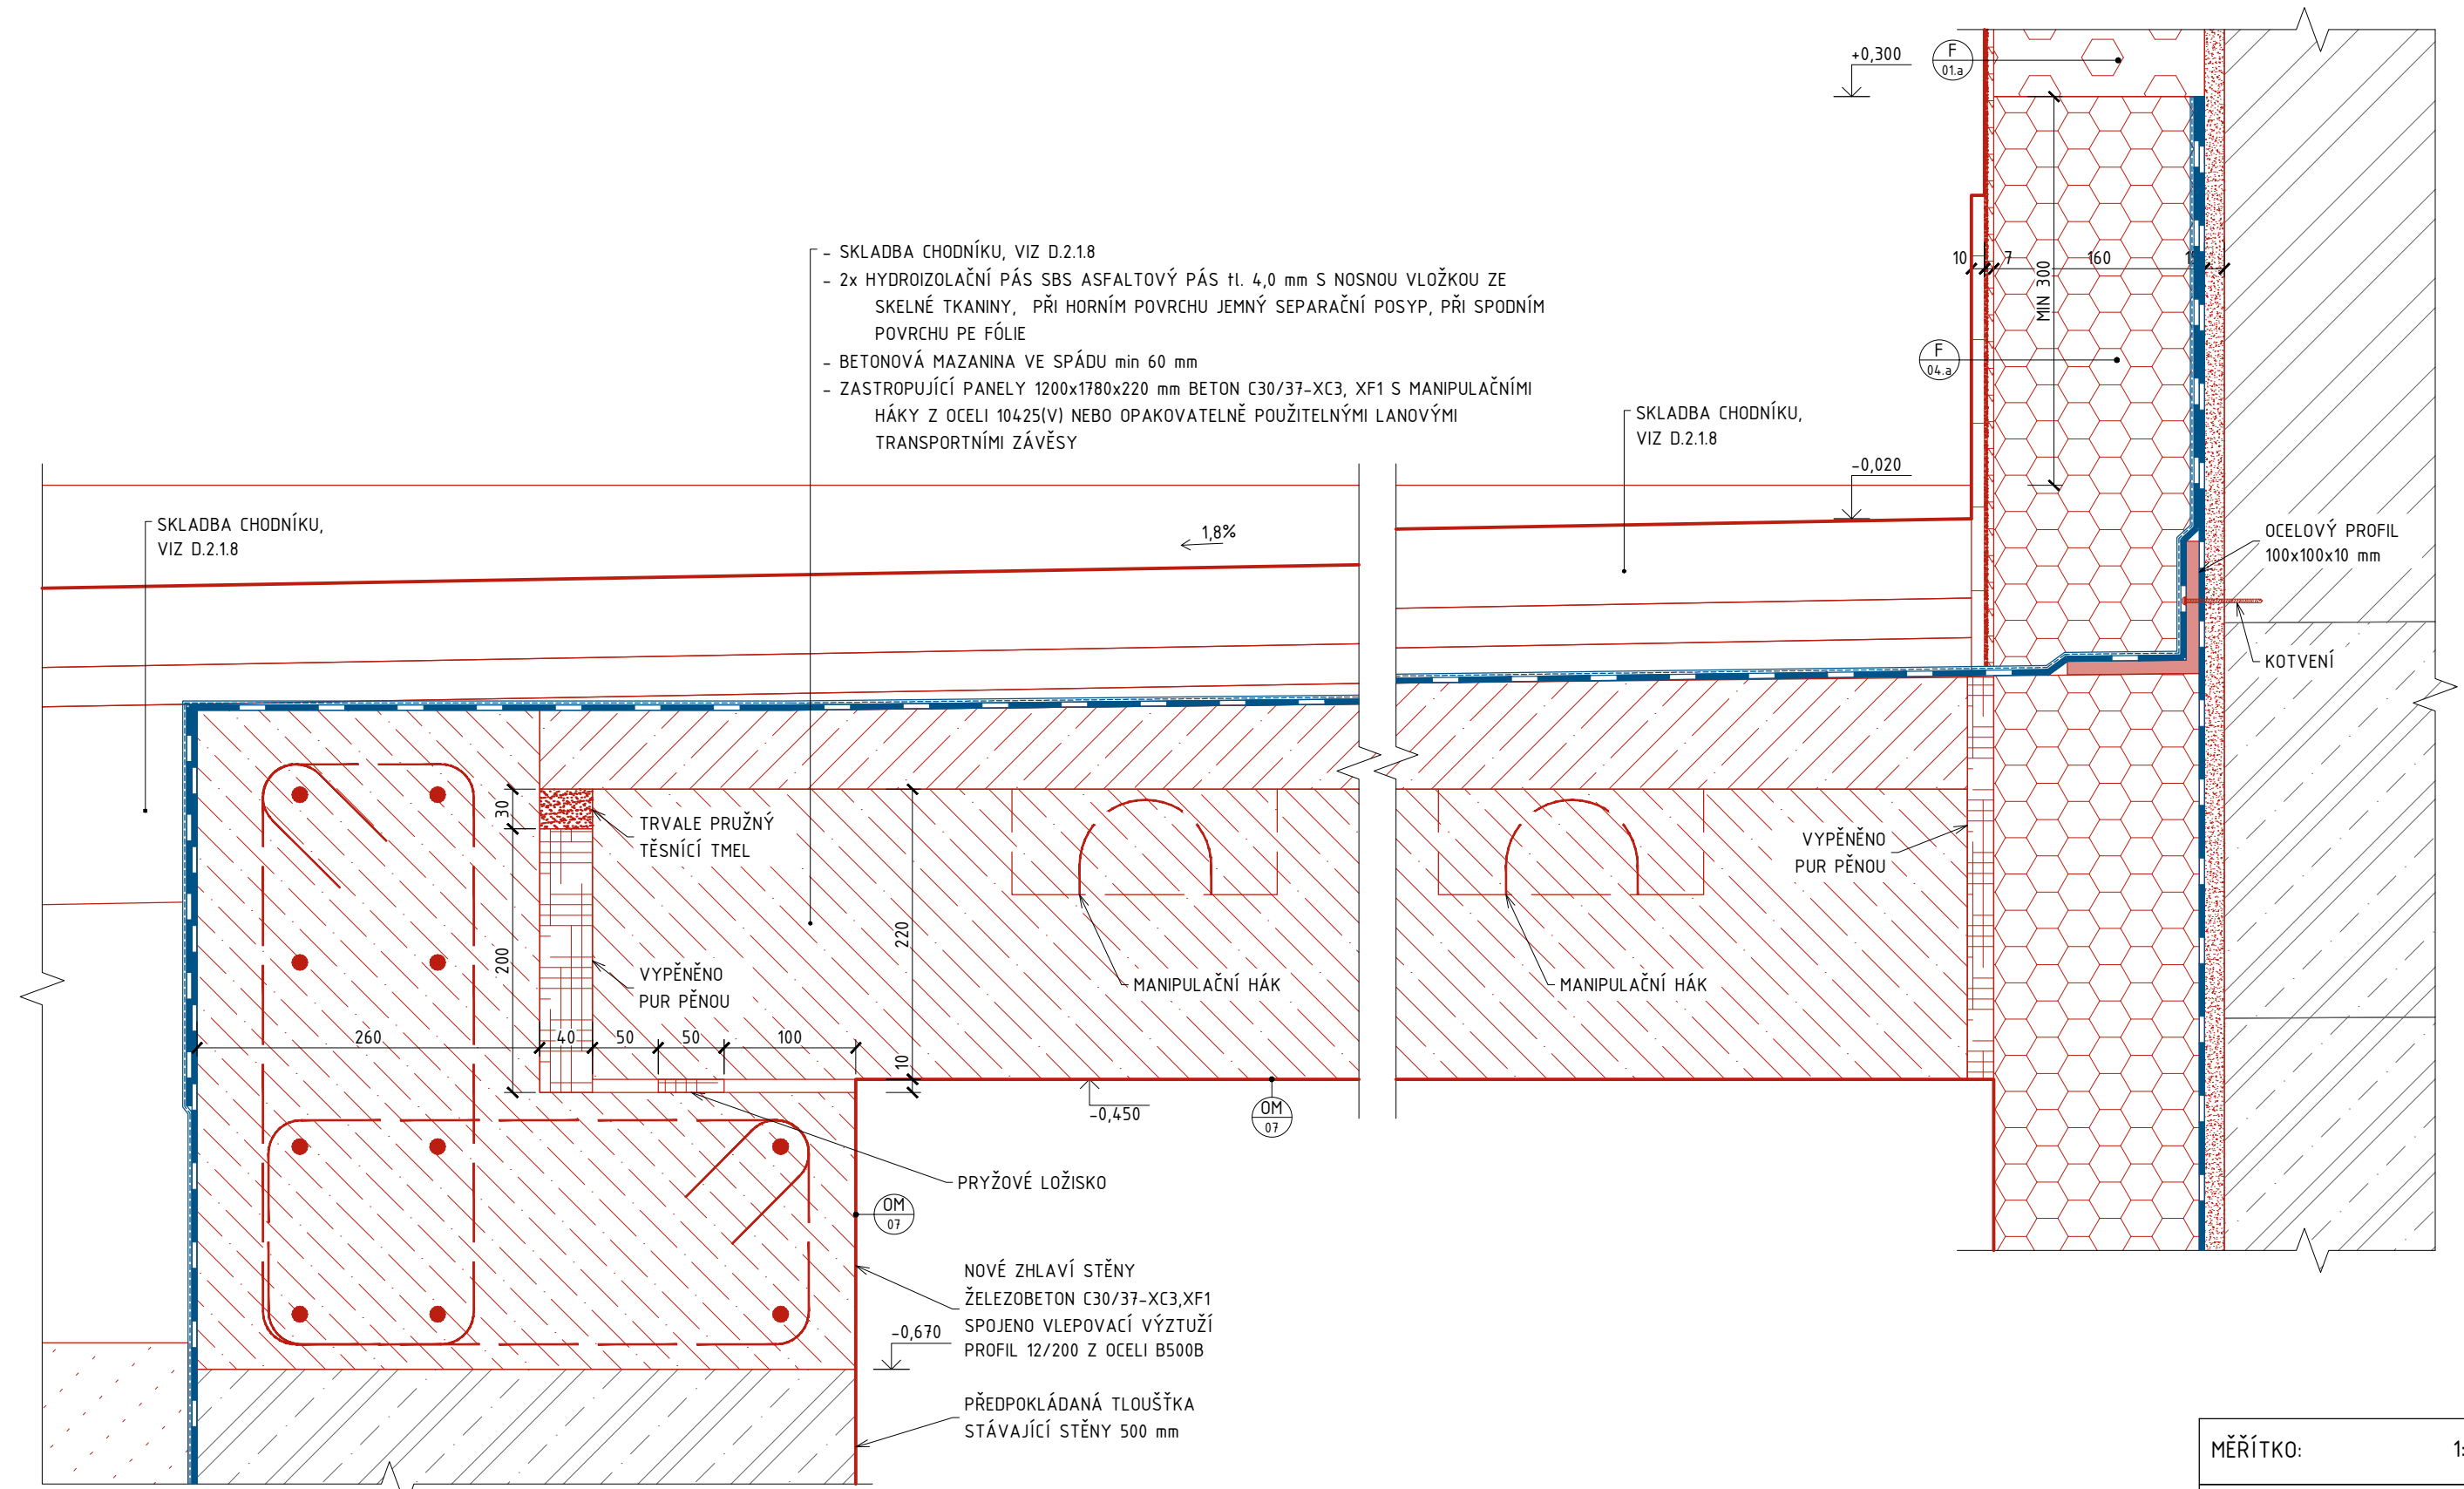 +0,300
F
01.a
- SKLADBA CHODNÍKU, VIZ D.2.1.8
- 2x HYDROIZOLAČNÍ PÁS SBS ASFALTOVÝ PÁS tl. 4,0 mm S NOSNOU VLOŽKOU ZE
SKELNÉ TKANINY, PŘI HORNÍM POVRCHU JEMNÝ SEPARAČNÍ POSYP, PŘI SPODNÍM
POVRCHU PE FÓLIE
- BETONOVÁ MAZANINA VE SPÁDU min 60 mm
- ZASTROPUJÍCÍ PANELY 1200x1780x220 mm BETON C30/37-XC3, XF1 S MANIPULAČNÍMI
HÁKY Z OCELI 10425(V) NEBO OPAKOVATELNĚ POUŽITELNÝMI LANOVÝMI
TRANSPORTNÍMI ZÁVĚSY
10 7 160
MIN 300
F
04.a
SKLADBA CHODNÍKU,
VIZ D.2.1.8
-0,020
SKLADBA CHODNÍKU,
VIZ D.2.1.8
1,8%
OCELOVÝ PROFIL
100x100x10 mm
KOTVENÍ
30
TRVALE PRUŽNÝ
TĚSNÍCÍ TMEL
VYPĚNĚNO
PUR PĚNOU
220
200
VYPĚNĚNO
PUR PĚNOU
MANIPULAČNÍ HÁK
MANIPULAČNÍ HÁK
260 40 50 50 100
10
-0,450
OM
07
PRYŽOVÉ LOŽISKO
OM
07
NOVÉ ZHLAVÍ STĚNY
ŽELEZOBETON C30/37-XC3,XF1
SPOJENO VLEPOVACÍ VÝZTUŽÍ
PROFIL 12/200 Z OCELI B500B
-0,670
PŘEDPOKLÁDANÁ TLOUŠŤKA
STÁVAJÍCÍ STĚNY 500 mm
MĚŘÍTKO: 1: